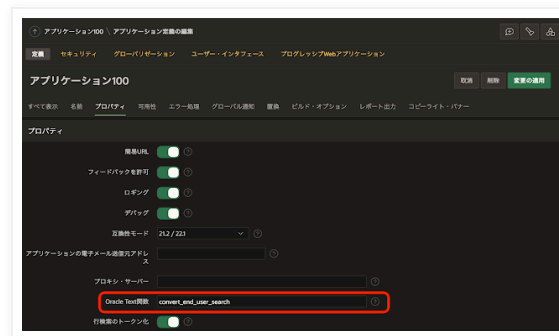 アプリケーション100 \ アプリケーション定義の編集
定義 セキュリティ グローバリゼーション ユーザー・インタフェース プログレッシブWebアプリケーション
アプリケーション100 取消 削除 変更の適用
すべて表示 名前 プロパティ 可用性 エラー処理 グローバル通知 置換 ビルド・オプション レポート出力 コピーライト・バナー
プロパティ
簡易URL
フィードバックを許可
ロギング
デバッグ
互換性モード 21.2 / 22.1
アプリケーションの電子メール送信元アドレ
ス
プロキシ・サーバー
Oracle Text関数 convert_end_user_search
行検索のトークン化